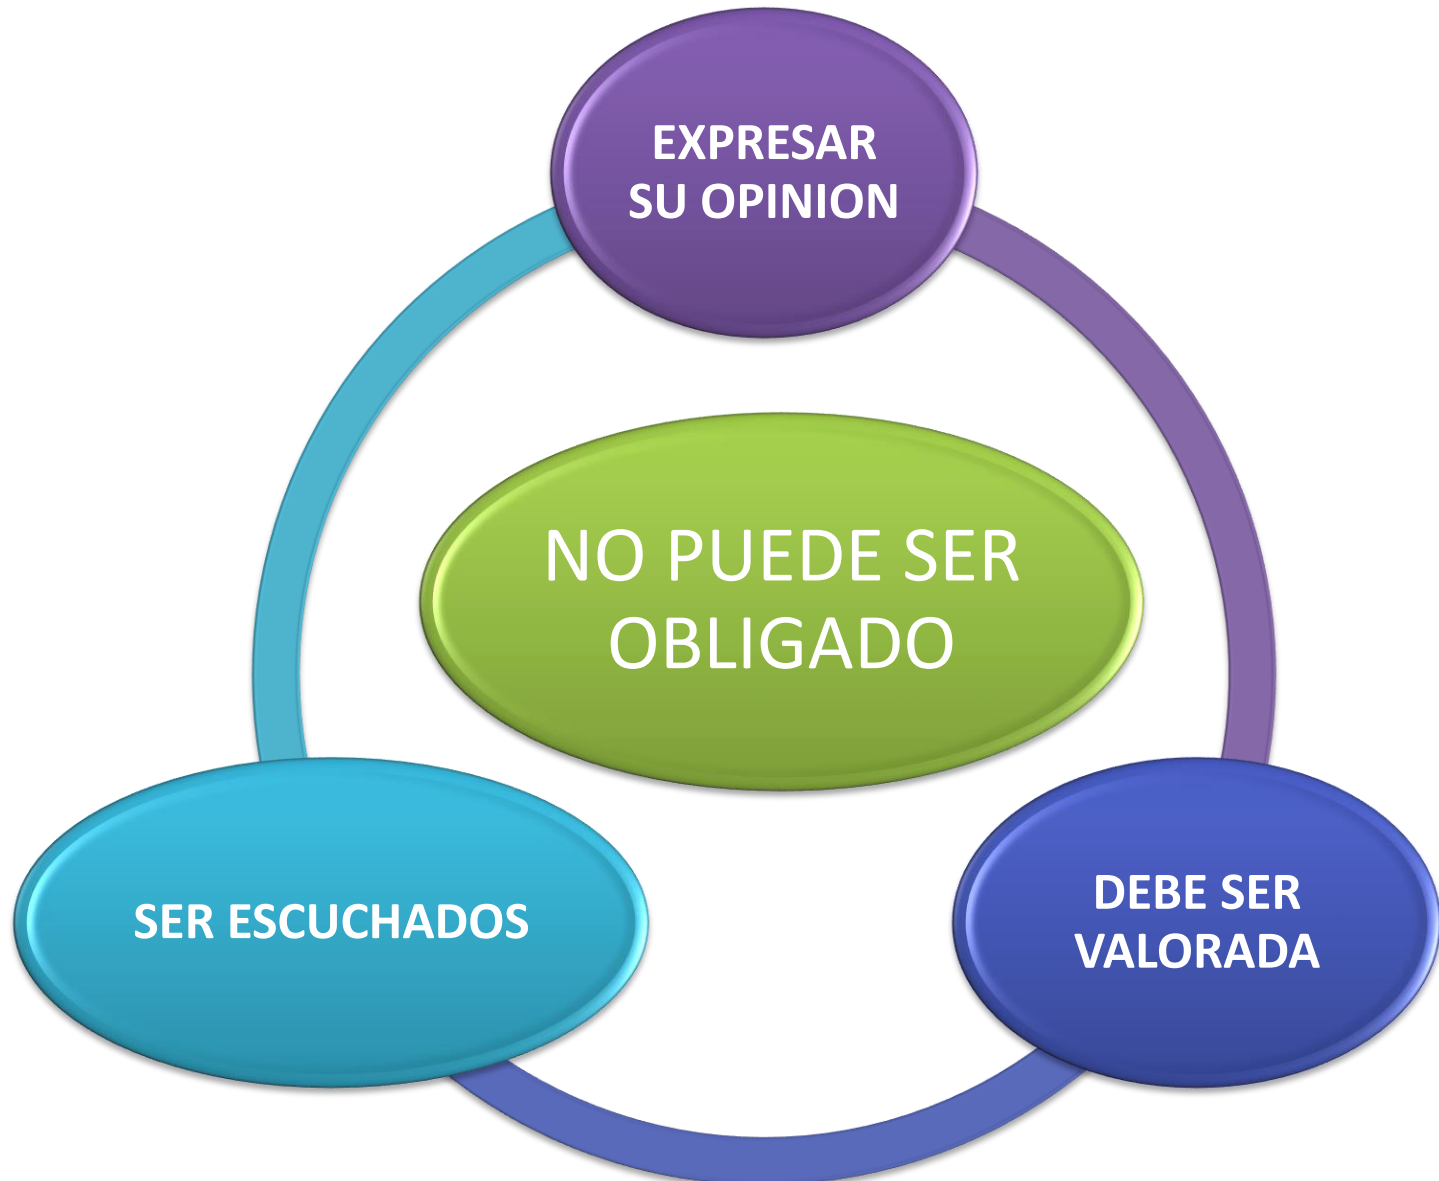 EXPRESAR
SU OPINION
NO PUEDE SER
OBLIGADO
SER ESCUCHADOS
DEBE SER
VALORADA